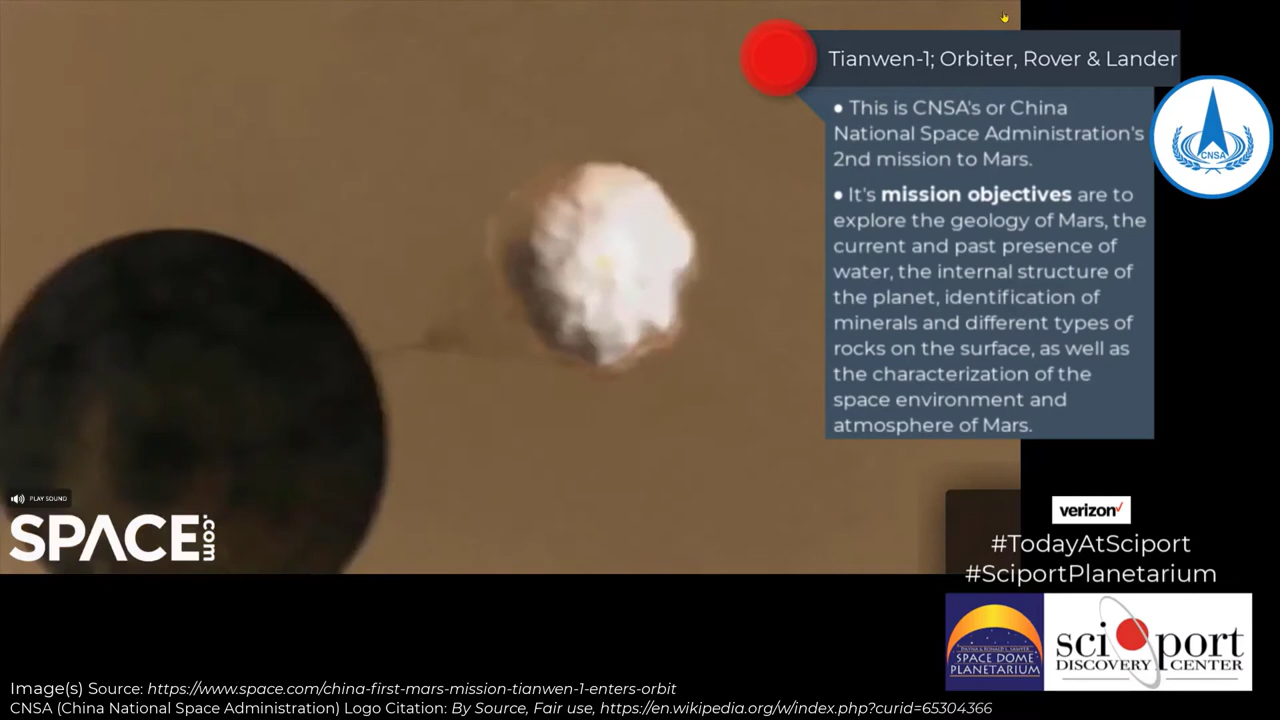 Tianwen-1; Orbiter, Rover & Lander
● This is CNSA's or China
National Space Administration's
2nd mission to Mars.
● It's mission objectives are to
explore the geology of Mars, the
current and past presence of
water, the internal structure of
the planet, identification of
minerals and different types of
rocks on the surface, as well as
the characterization of the
space environment and
atmosphere of Mars.
CNSA
PLAY SOUND
SPACE.com
verizon✓
#TodayAtSciport
#SciportPlanetarium
DAYNA & RONALD L. SAWYER
SPACE DOME
PLANETARIUM
sci port
DISCOVERY CENTER
Image(s) Source: https://www.space.com/china-first-mars-mission-tianwen-1-enters-orbit
CNSA (China National Space Administration) Logo Citation: By Source, Fair use, https://en.wikipedia.org/w/index.php?curid=65304366